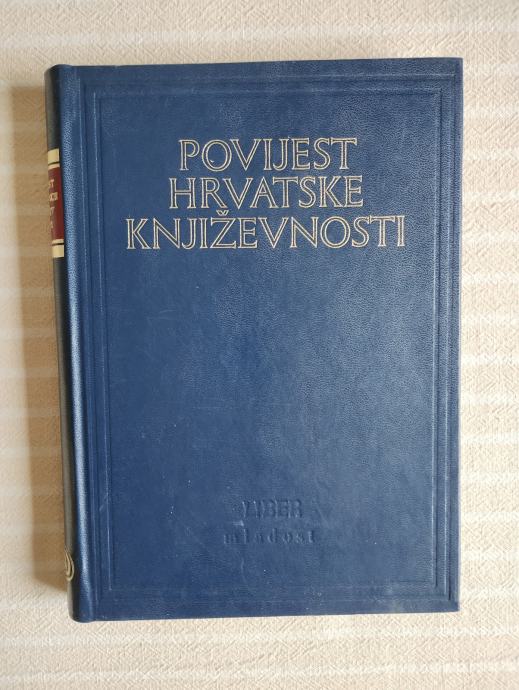 POVIJEST
HRVATSKE
KNJIŽEVNOSTI
LIBER
mladost